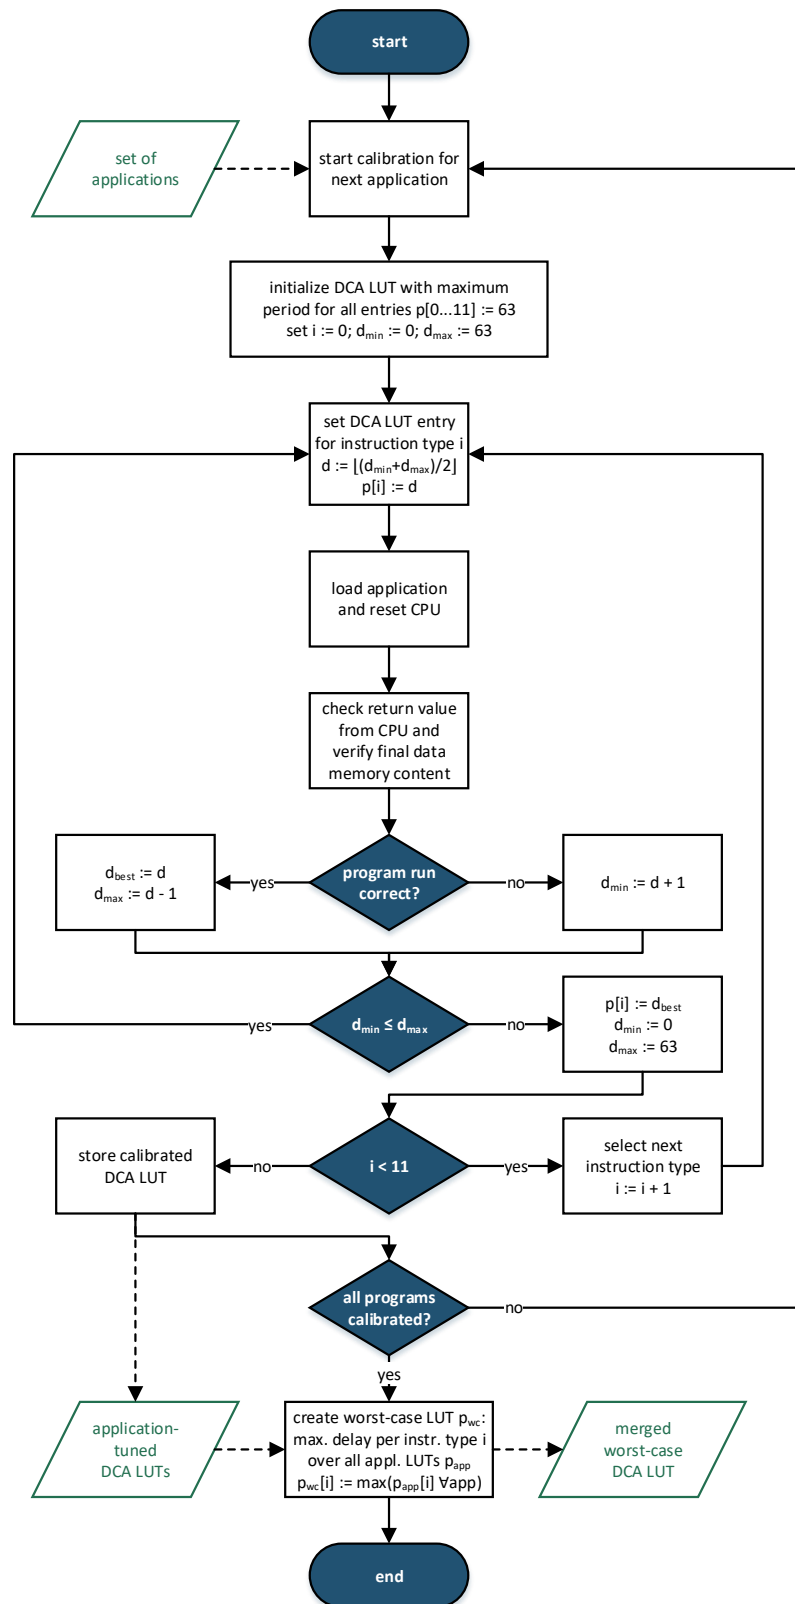 start
set of
applications
start calibration for
next application
initialize DCA LUT with maximum
period for all entries p[0...11] := 63
set i := 0; dmin := 0; dmax := 63
set DCA LUT entry
for instruction type i
d := ⌊(dmin+dmax)/2⌋
p[i] := d
load application
and reset CPU
check return value
from CPU and
verify final data
memory content
dbest := d
dmax := d - 1
yes
program run
correct?
no
dmin := d + 1
yes
dmin ≤ dmax
no
p[i] := dbest
dmin := 0
dmax := 63
store calibrated
DCA LUT
no
i < 11
yes
select next
instruction type
i := i + 1
all programs
calibrated?
no
yes
application-
tuned
DCA LUTs
create worst-case LUT pwc:
max. delay per instr. type i
over all appl. LUTs papp
pwc[i] := max(papp[i] ∀app)
merged
worst-case
DCA LUT
end